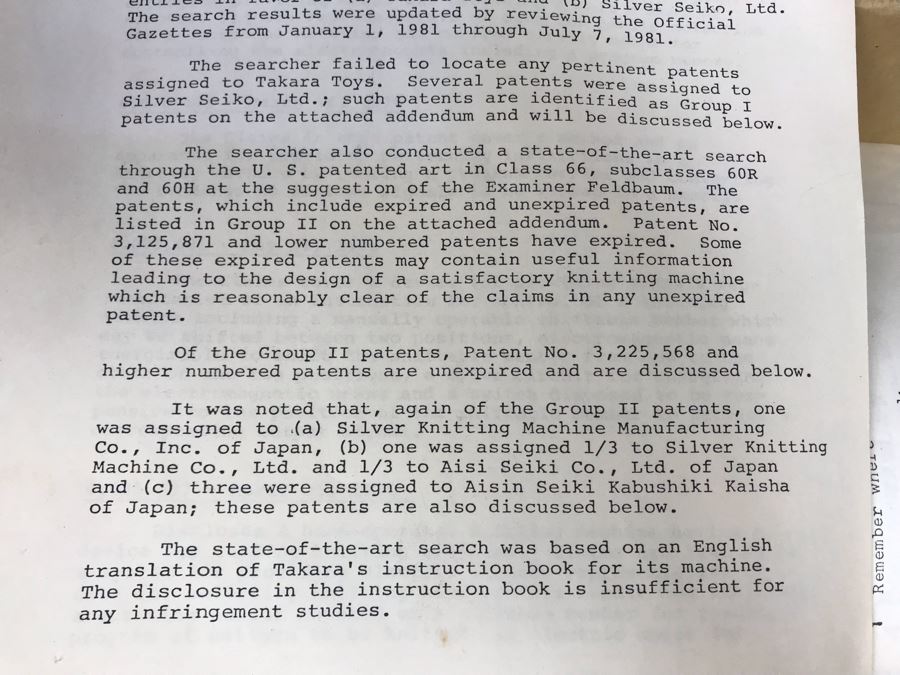 entries in favor of (a) Takara Toys and (b) Silver Seiko, Ltd.
The search results were updated by reviewing the Official
Gazettes from January 1, 1981 through July 7, 1981.
The searcher failed to locate any pertinent patents
assigned to Takara Toys. Several patents were assigned to
Silver Seiko, Ltd.; such patents are identified as Group I
patents on the attached addendum and will be discussed below.
The searcher also conducted a state-of-the-art search
through the U. S. patented art in Class 66, subclasses 60R
and 60H at the suggestion of the Examiner Feldbaum. The
patents, which include expired and unexpired patents, are
listed in Group II on the attached addendum. Patent No.
3,125,871 and lower numbered patents have expired. Some
of these expired patents may contain useful information
leading to the design of a satisfactory knitting machine
which is reasonably clear of the claims in any unexpired
patent.
Of the Group II patents, Patent No. 3,225,568 and
higher numbered patents are unexpired and are discussed below.
It was noted that, again of the Group II patents, one
was assigned to (a) Silver Knitting Machine Manufacturing
Co., Inc. of Japan, (b) one was assigned 1/3 to Silver Knitting
Machine Co., Ltd. and 1/3 to Aisi Seiki Co., Ltd. of Japan
and (c) three were assigned to Aisin Seiki Kabushiki Kaisha
of Japan; these patents are also discussed below.
The state-of-the-art search was based on an English
translation of Takara's instruction book for its machine.
The disclosure in the instruction book is insufficient for
any infringement studies.
Remember where